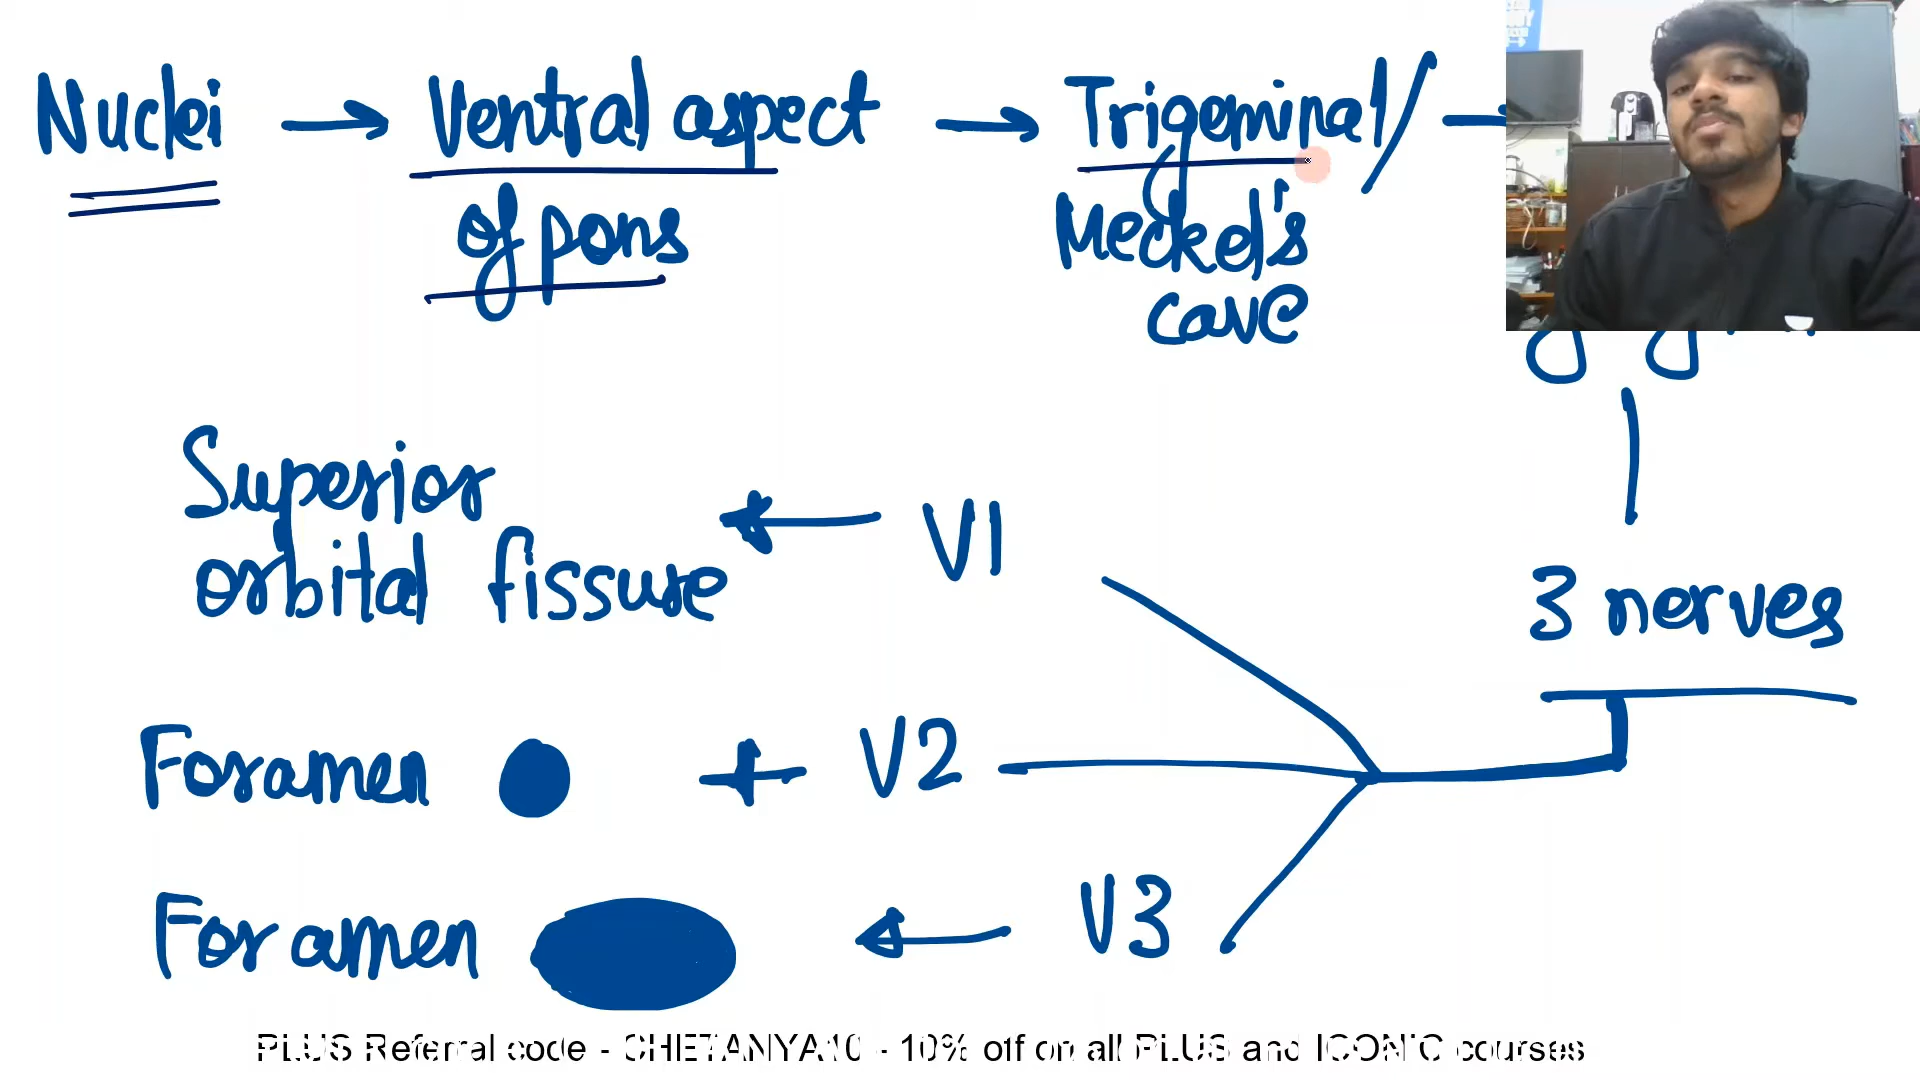 Nuclei → Ventral aspect → Trigeminal/ →
of pons
Meckel's
cave
3 nerves
Superior
orbital fissure ← V1
Foramen ← V2
Foramen ← V3
PLUS Referral code - CHETANYA10 - 10% off on all PLUS and ICONIC courses